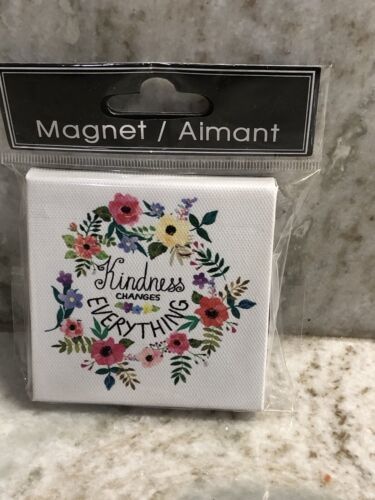 Magnet / Aimant
Kindness
CHANGES
EVERYTHING